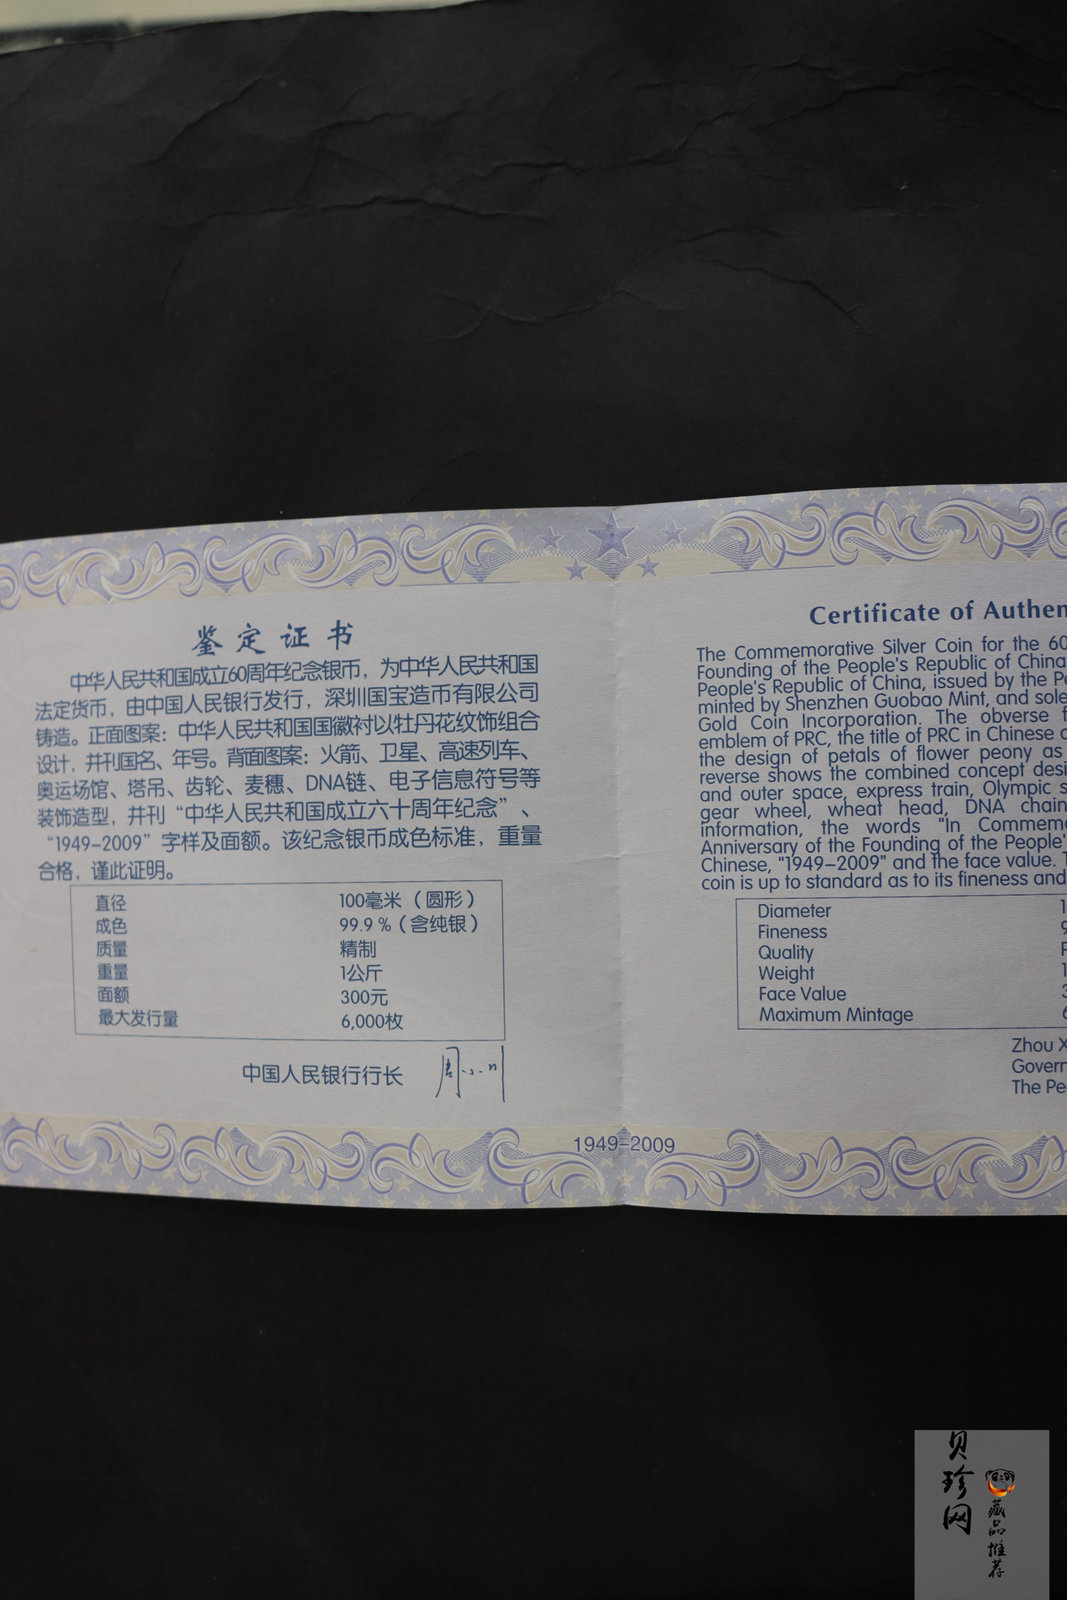 鉴定证书
中华人民共和国成立60周年纪念银币，为中华人民共和国
法定货币，由中国人民银行发行，深圳国宝造币有限公司
铸造。正面图案：中华人民共和国国徽衬以牡丹花纹饰组合
设计，并刊国名、年号。背面图案：火箭、卫星、高速列车、
奥运场馆、塔吊、齿轮、麦穗、DNA链、电子信息符号等
装饰造型，并刊“中华人民共和国成立六十周年纪念”、
“1949-2009”字样及面额。该纪念银币成色标准，重量
合格，谨此证明。
直径 100毫米（圆形）
成色 99.9 %（含纯银）
质量 精制
重量 1公斤
面额 300元
最大发行量 6,000枚
中国人民银行行长 周小川
Certificate of Authen
The Commemorative Silver Coin for the 60
Founding of the People's Republic of China
People's Republic of China, issued by the Pe
minted by Shenzhen Guobao Mint, and sole
Gold Coin Incorporation. The obverse f
emblem of PRC, the title of PRC in Chinese
the design of petals of flower peony as
reverse shows the combined concept desi
and outer space, express train, Olympic s
gear wheel, wheat head, DNA chain
information, the words "In Commem
Anniversary of the Founding of the People'
Chinese, "1949-2009" and the face value. T
coin is up to standard as to its fineness and
Diameter 1
Fineness 9
Quality P
Weight 1
Face Value 3
Maximum Mintage 6
Zhou X
Govern
The Pe
1949-2009
贝珍网
藏品推荐